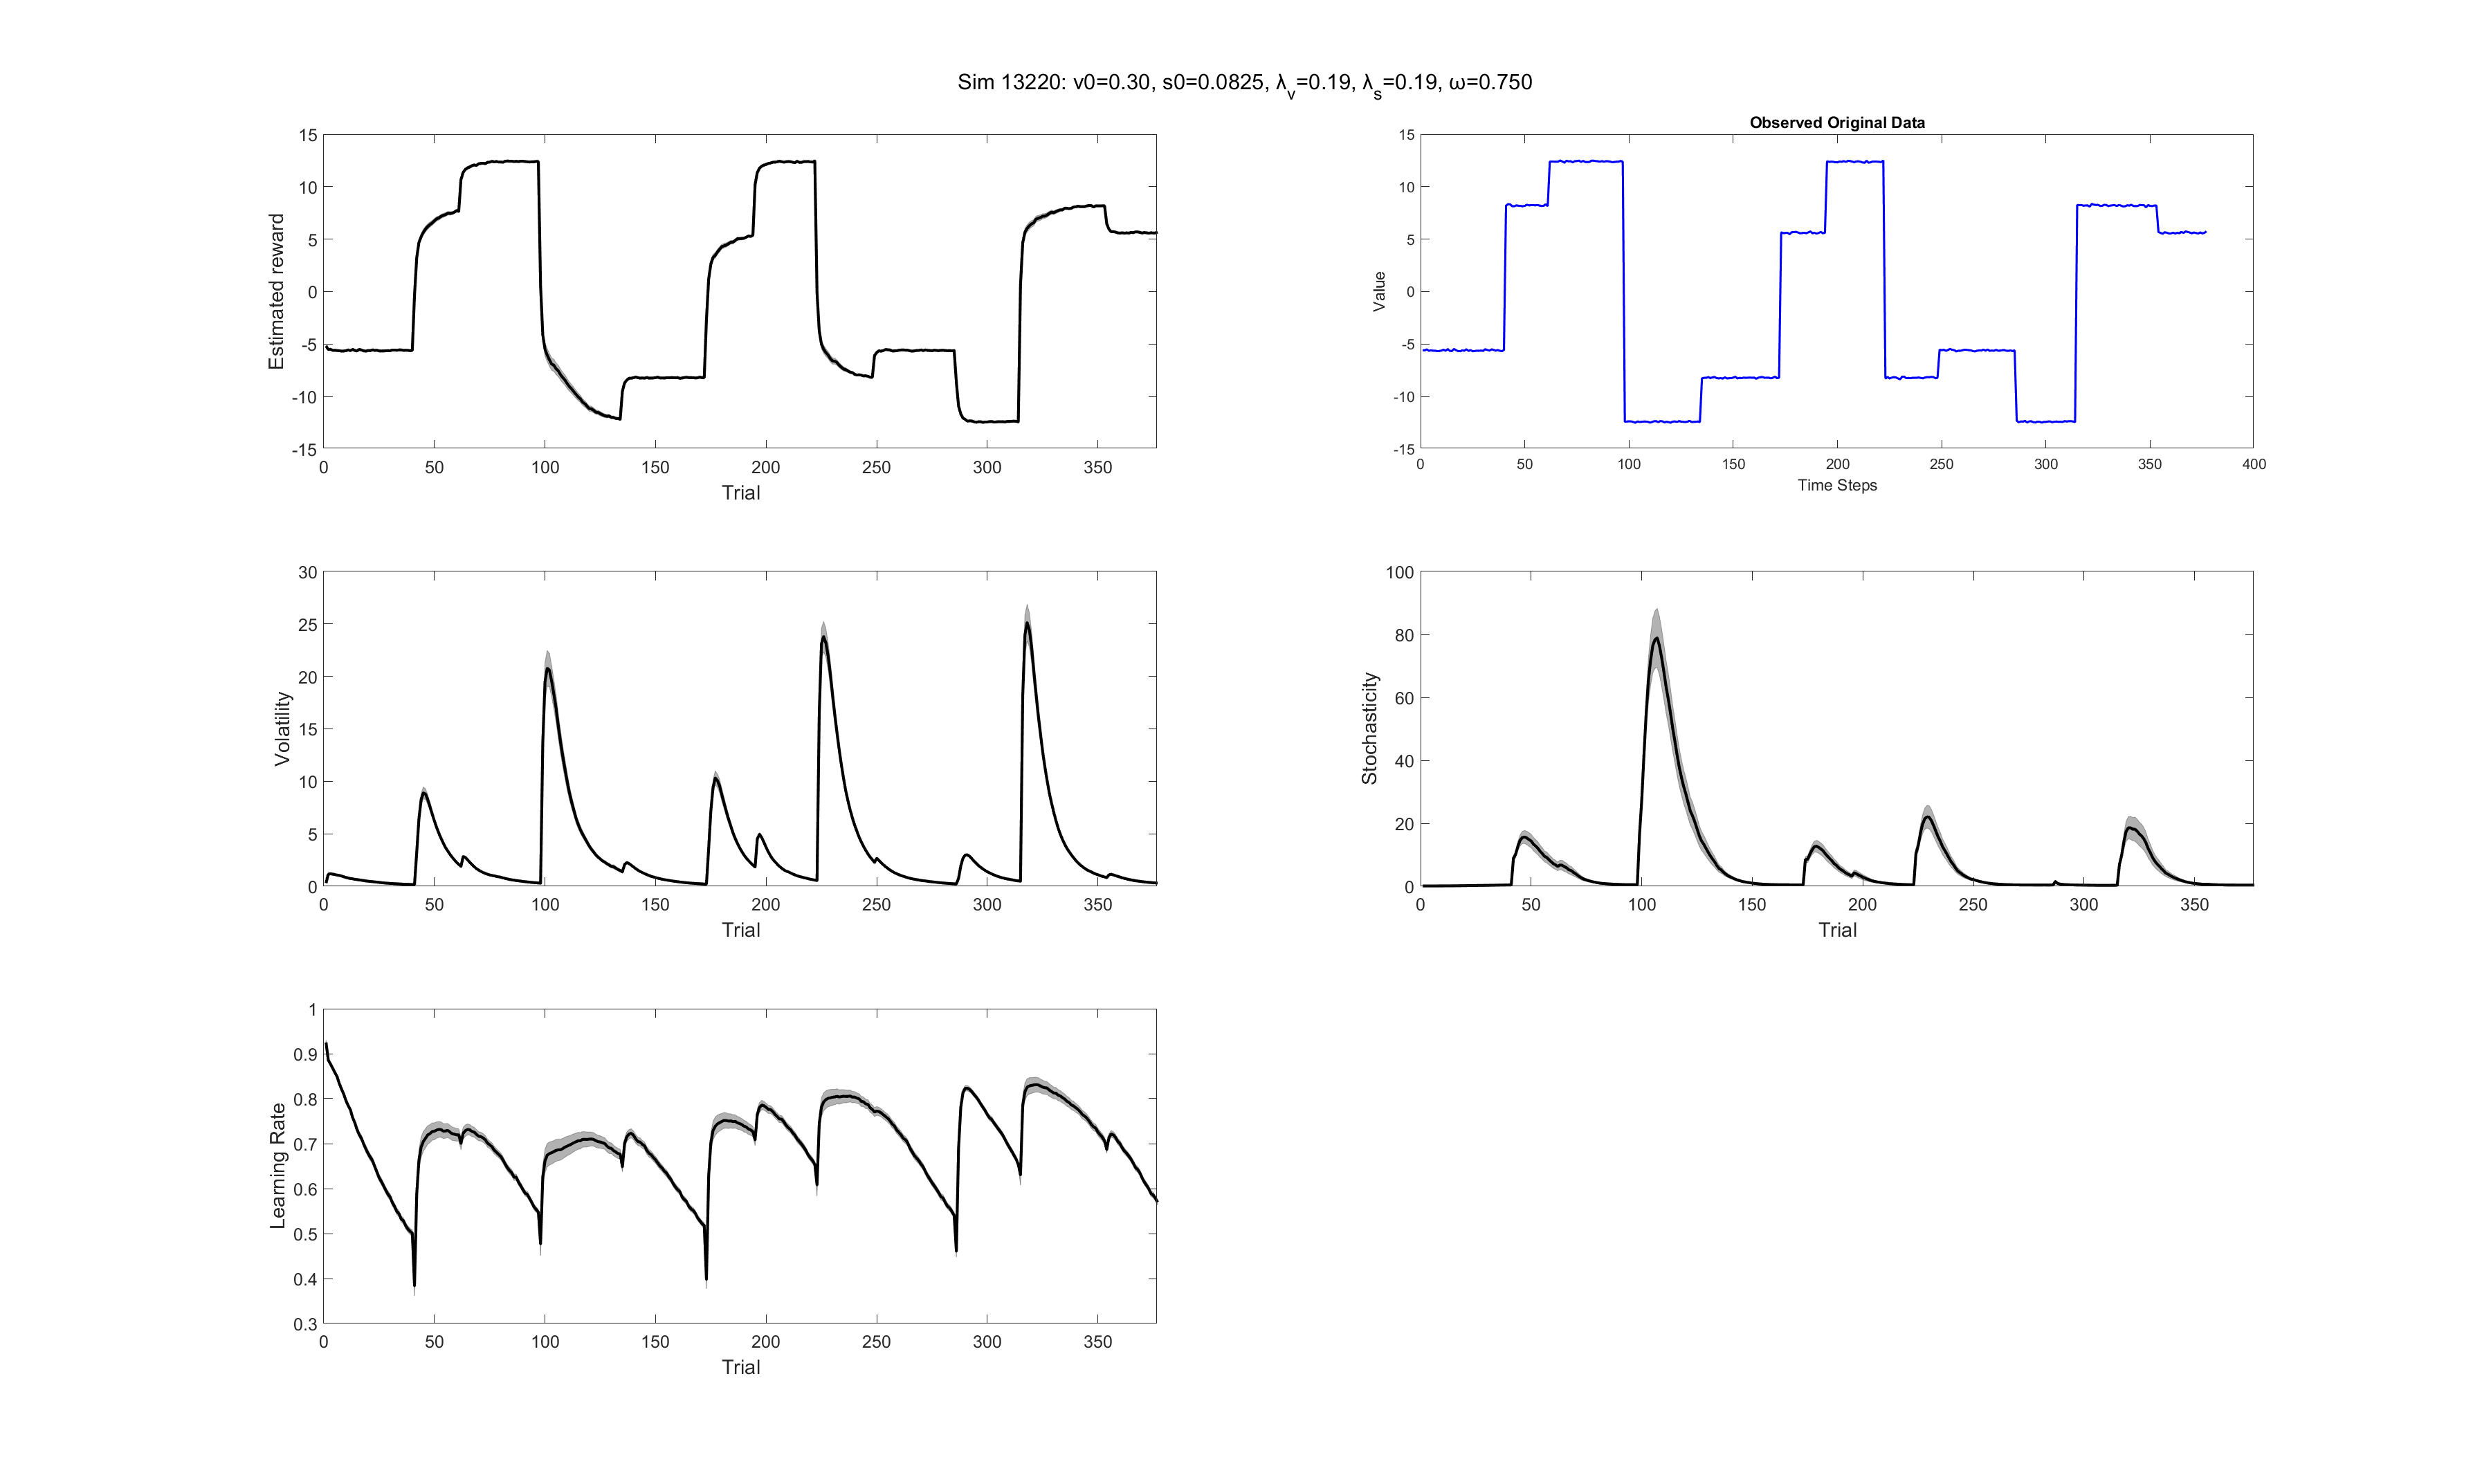 Sim 13220: v0=0.30, s0=0.0825, λ_v=0.19, λ_s=0.19, ω=0.750
15
10
5
0
-5
-10
-15
Estimated reward
0 50 100 150 200 250 300 350
Trial
Observed Original Data
15
10
5
0
-5
-10
-15
Value
0 50 100 150 200 250 300 350 400
Time Steps
30
25
20
15
10
5
0
Volatility
0 50 100 150 200 250 300 350
Trial
100
80
60
40
20
0
Stochasticity
0 50 100 150 200 250 300 350
Trial
1
0.9
0.8
0.7
0.6
0.5
0.4
0.3
Learning Rate
0 50 100 150 200 250 300 350
Trial